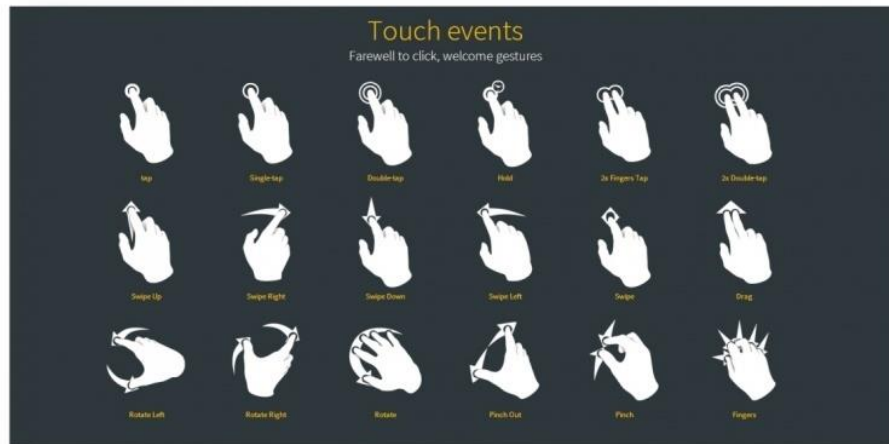 Touch events
Farewell to click, welcome gestures
tap
Single-tap
Double-tap
Hold
2x Fingers Tap
2x Double-tap
Swipe Up
Swipe Right
Swipe Down
Swipe Left
Swipe
Drag
Rotate Left
Rotate Right
Rotate
Pinch Out
Pinch
Fingers